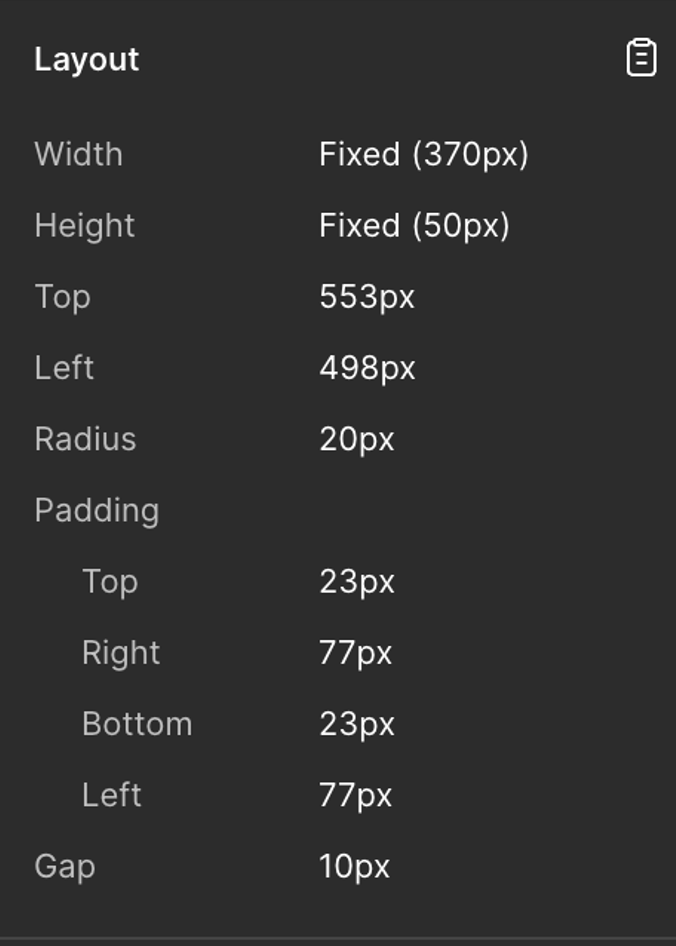 Layout
Width Fixed (370px)
Height Fixed (50px)
Top 553px
Left 498px
Radius 20px
Padding
Top 23px
Right 77px
Bottom 23px
Left 77px
Gap 10px